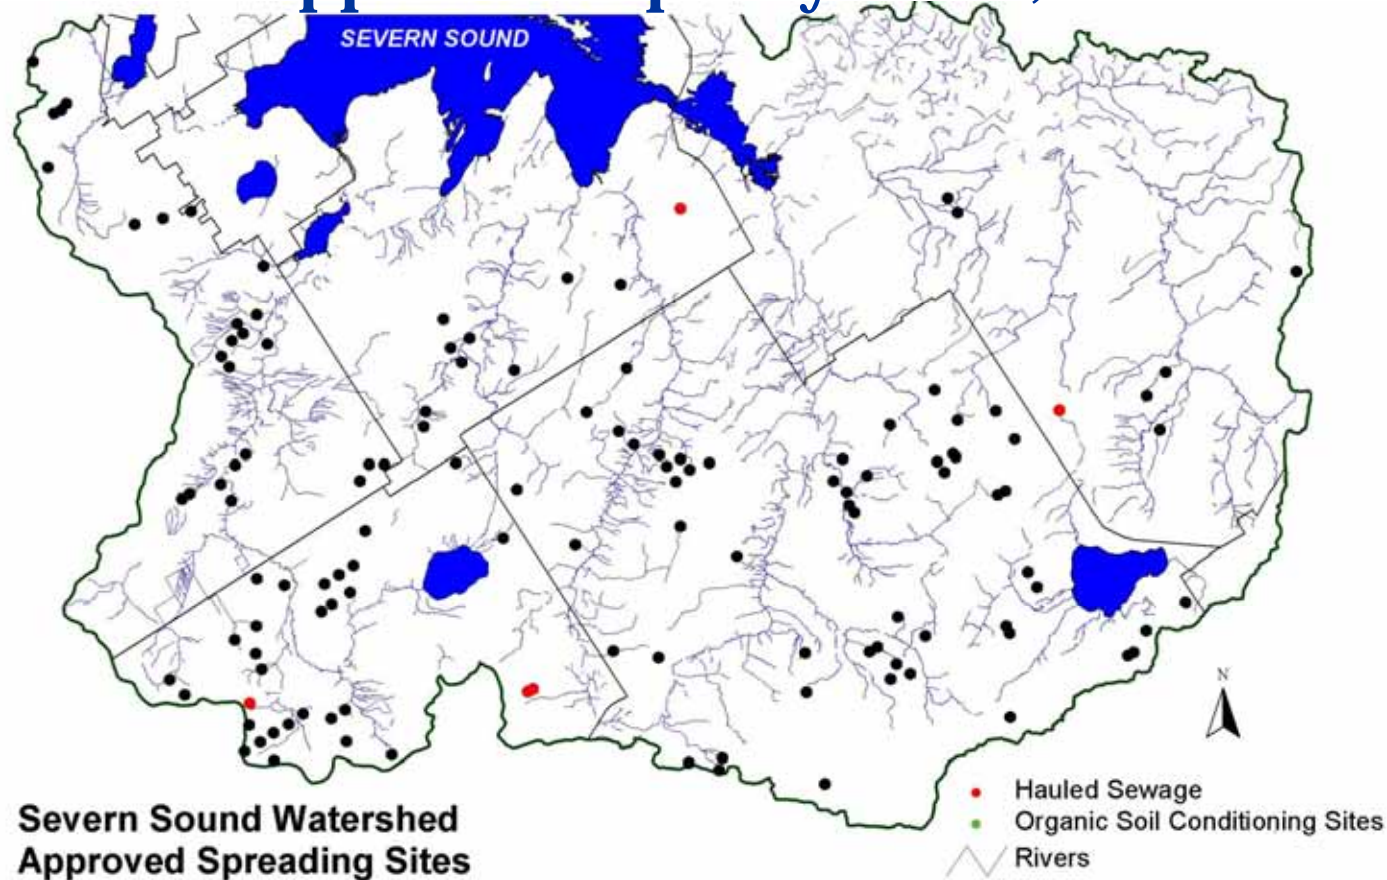 SEVERN SOUND
N
Hauled Sewage
Organic Soil Conditioning Sites
Rivers
Severn Sound Watershed
Approved Spreading Sites